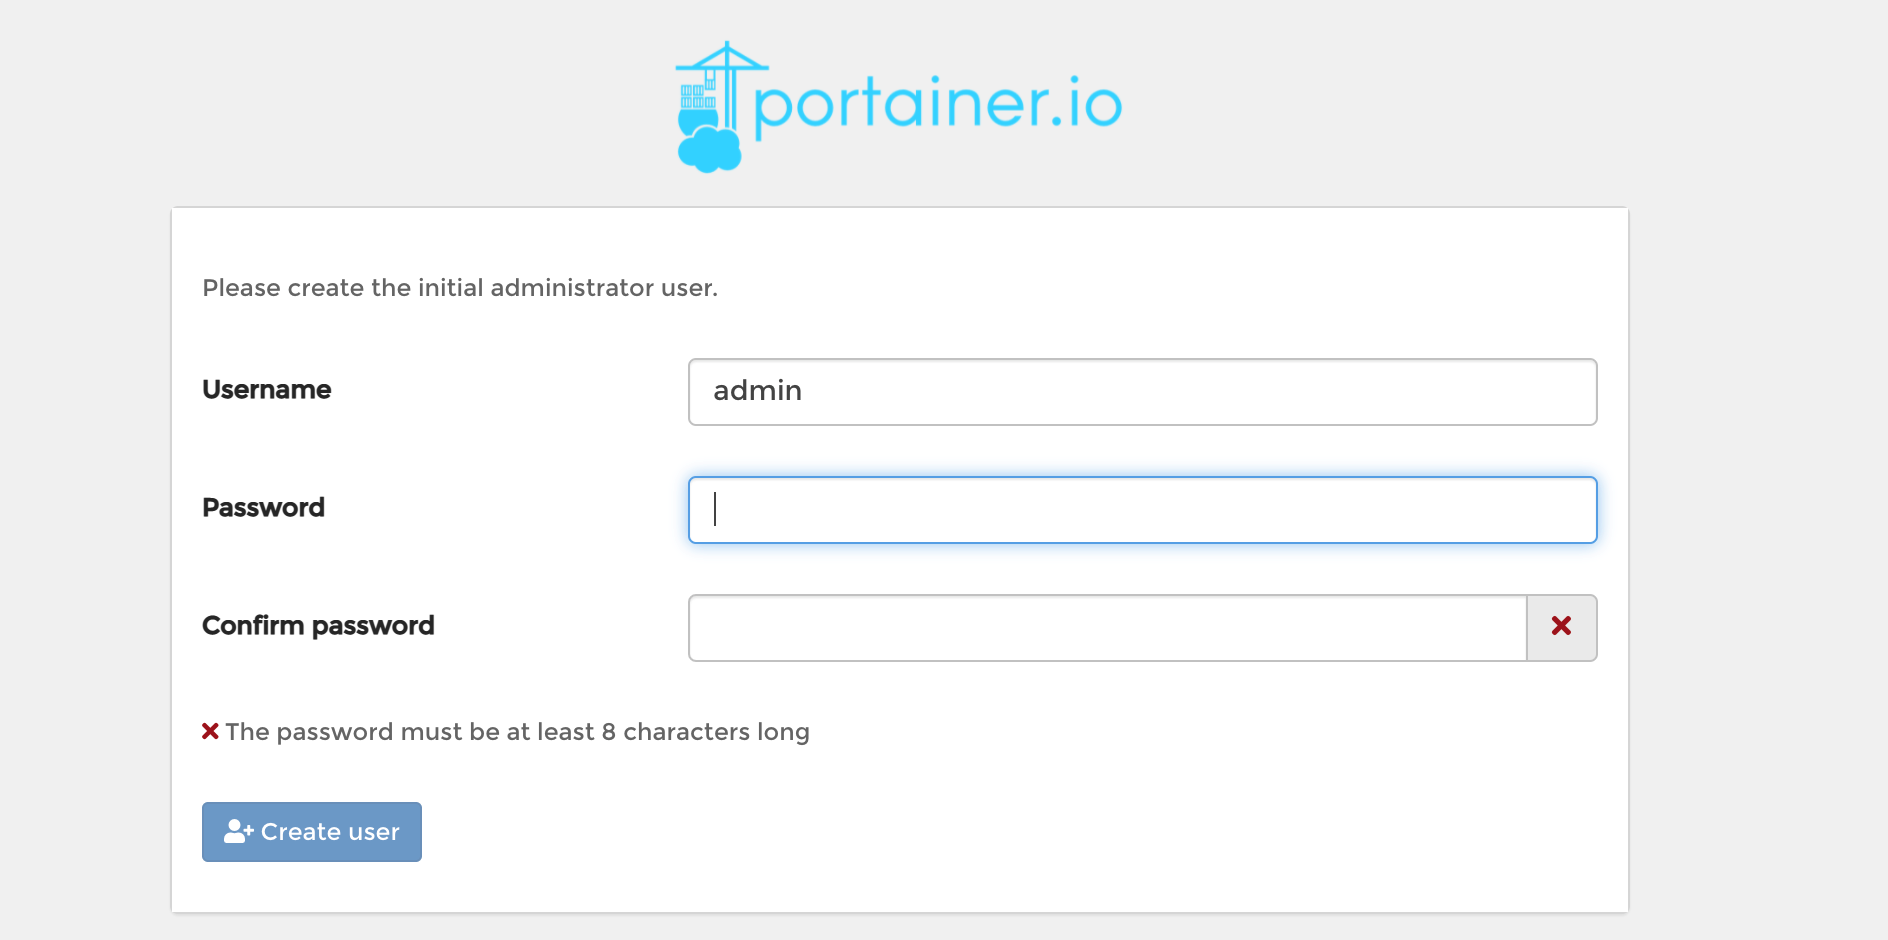 portainer.io
Please create the initial administrator user.
Username
admin
Password
Confirm password
The password must be at least 8 characters long
Create user